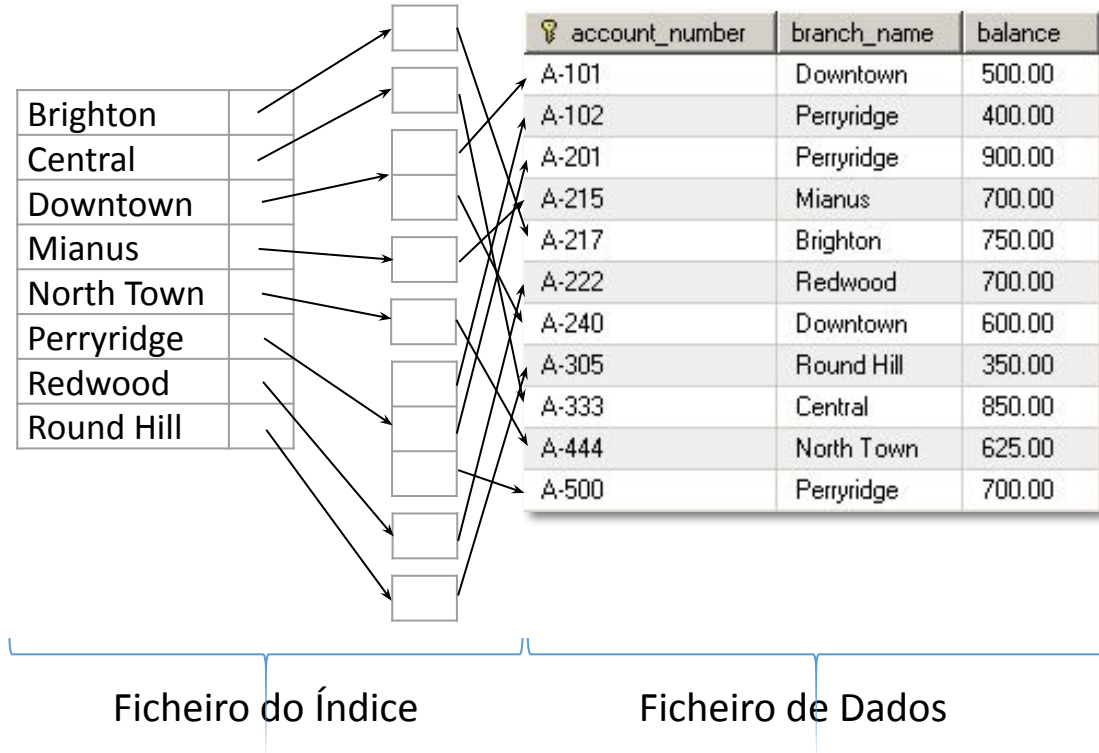 Brighton
Central
Downtown
Mianus
North Town
Perryridge
Redwood
Round Hill
account_number branch_name balance
A-101 Downtown 500.00
A-102 Perryridge 400.00
A-201 Perryridge 900.00
A-215 Mianus 700.00
A-217 Brighton 750.00
A-222 Redwood 700.00
A-240 Downtown 600.00
A-305 Round Hill 350.00
A-333 Central 850.00
A-444 North Town 625.00
A-500 Perryridge 700.00
Ficheiro do Índice
Ficheiro de Dados